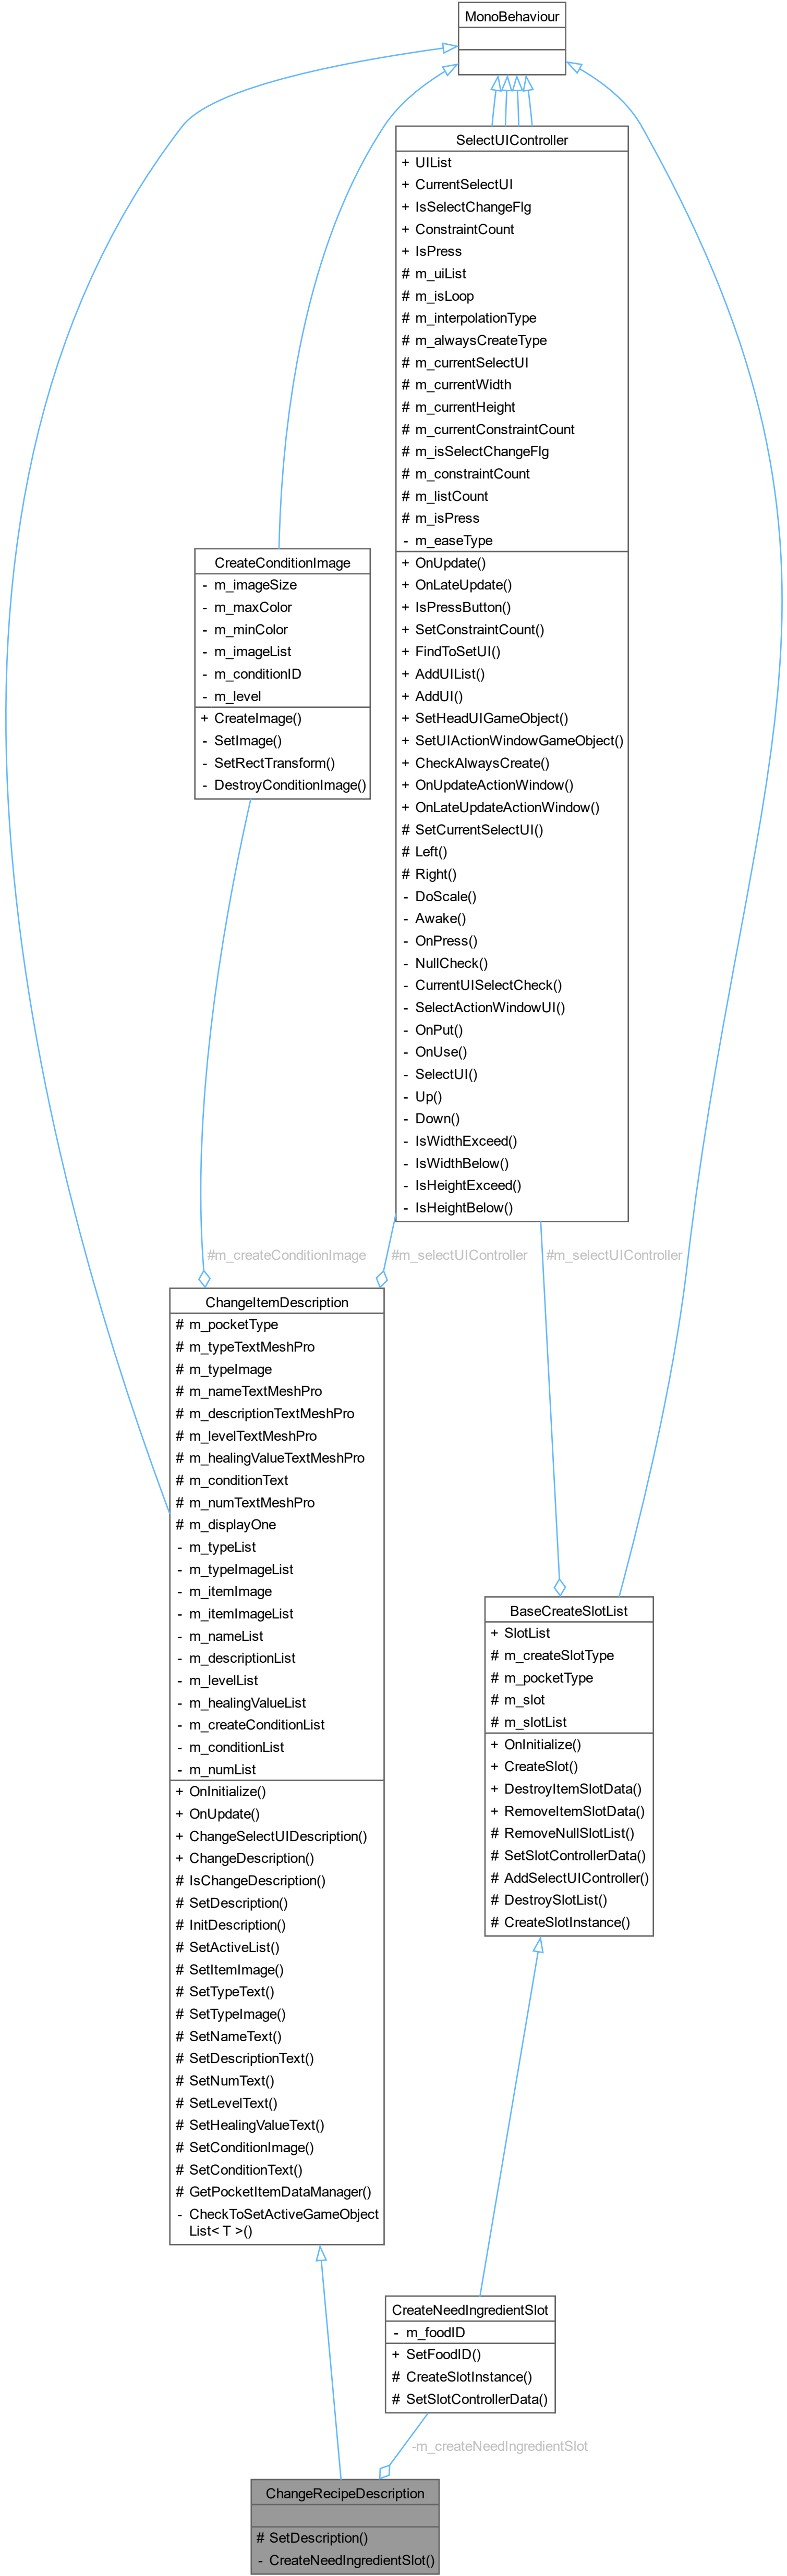 MonoBehaviour
SelectUIController
+ UIList
+ CurrentSelectUI
+ IsSelectChangeFlg
+ ConstraintCount
+ IsPress
# m_uiList
# m_isLoop
# m_interpolationType
# m_alwaysCreateType
# m_currentSelectUI
# m_currentWidth
# m_currentHeight
# m_currentConstraintCount
# m_isSelectChangeFlg
# m_constraintCount
# m_listCount
# m_isPress
- m_easeType
+ OnUpdate()
+ OnLateUpdate()
+ IsPressButton()
+ SetConstraintCount()
+ FindToSetUI()
+ AddUIList()
+ AddUI()
+ SetHeadUIGameObject()
+ SetUIActionWindowGameObject()
+ CheckAlwaysCreate()
+ OnUpdateActionWindow()
+ OnLateUpdateActionWindow()
# SetCurrentSelectUI()
# Left()
# Right()
- DoScale()
- Awake()
- OnPress()
- NullCheck()
- CurrentUISelectCheck()
- SelectActionWindowUI()
- OnPut()
- OnUse()
- SelectUI()
- Up()
- Down()
- IsWidthExceed()
- IsWidthBelow()
- IsHeightExceed()
- IsHeightBelow()
CreateConditionImage
- m_imageSize
- m_maxColor
- m_minColor
- m_imageList
- m_conditionID
- m_level
+ CreateImage()
- SetImage()
- SetRectTransform()
- DestroyConditionImage()
#m_createConditionImage
#m_selectUIController
#m_selectUIController
ChangeItemDescription
# m_pocketType
# m_typeTextMeshPro
# m_typeImage
# m_nameTextMeshPro
# m_descriptionTextMeshPro
# m_levelTextMeshPro
# m_healingValueTextMeshPro
# m_conditionText
# m_numTextMeshPro
# m_displayOne
- m_typeList
- m_typeImageList
- m_itemImage
- m_itemImageList
- m_nameList
- m_descriptionList
- m_levelList
- m_healingValueList
- m_createConditionList
- m_conditionList
- m_numList
+ OnInitialize()
+ OnUpdate()
+ ChangeSelectUIDescription()
+ ChangeDescription()
# IsChangeDescription()
# SetDescription()
# InitDescription()
# SetActiveList()
# SetItemImage()
# SetTypeText()
# SetTypeImage()
# SetNameText()
# SetDescriptionText()
# SetNumText()
# SetLevelText()
# SetHealingValueText()
# SetConditionImage()
# SetConditionText()
# GetPocketItemDataManager()
- CheckToSetActiveGameObject
List< T >()
BaseCreateSlotList
+ SlotList
# m_createSlotType
# m_pocketType
# m_slot
# m_slotList
+ OnInitialize()
+ CreateSlot()
+ DestroyItemSlotData()
+ RemoveItemSlotData()
# RemoveNullSlotList()
# SetSlotControllerData()
# AddSelectUIController()
# DestroySlotList()
# CreateSlotInstance()
CreateNeedIngredientSlot
- m_foodID
+ SetFoodID()
# CreateSlotInstance()
# SetSlotControllerData()
-m_createNeedIngredientSlot
ChangeRecipeDescription
# SetDescription()
- CreateNeedIngredientSlot()